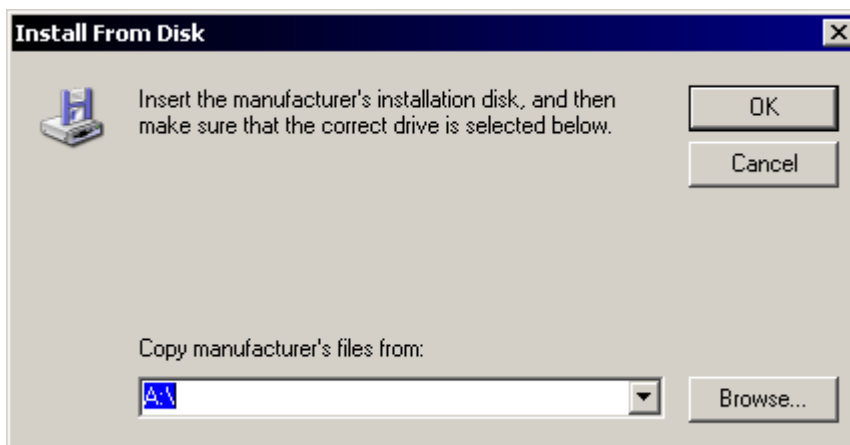 Install From Disk
Insert the manufacturer's installation disk, and then
make sure that the correct drive is selected below.
OK
Cancel
Copy manufacturer's files from:
A:\
Browse...